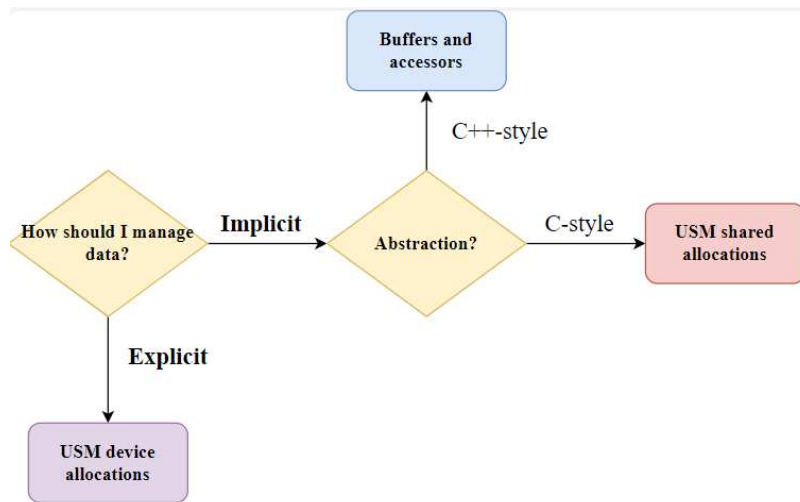 Buffers and
accessors
C++-style
How should I manage
data?
Implicit
Abstraction?
C-style
USM shared
allocations
Explicit
USM device
allocations